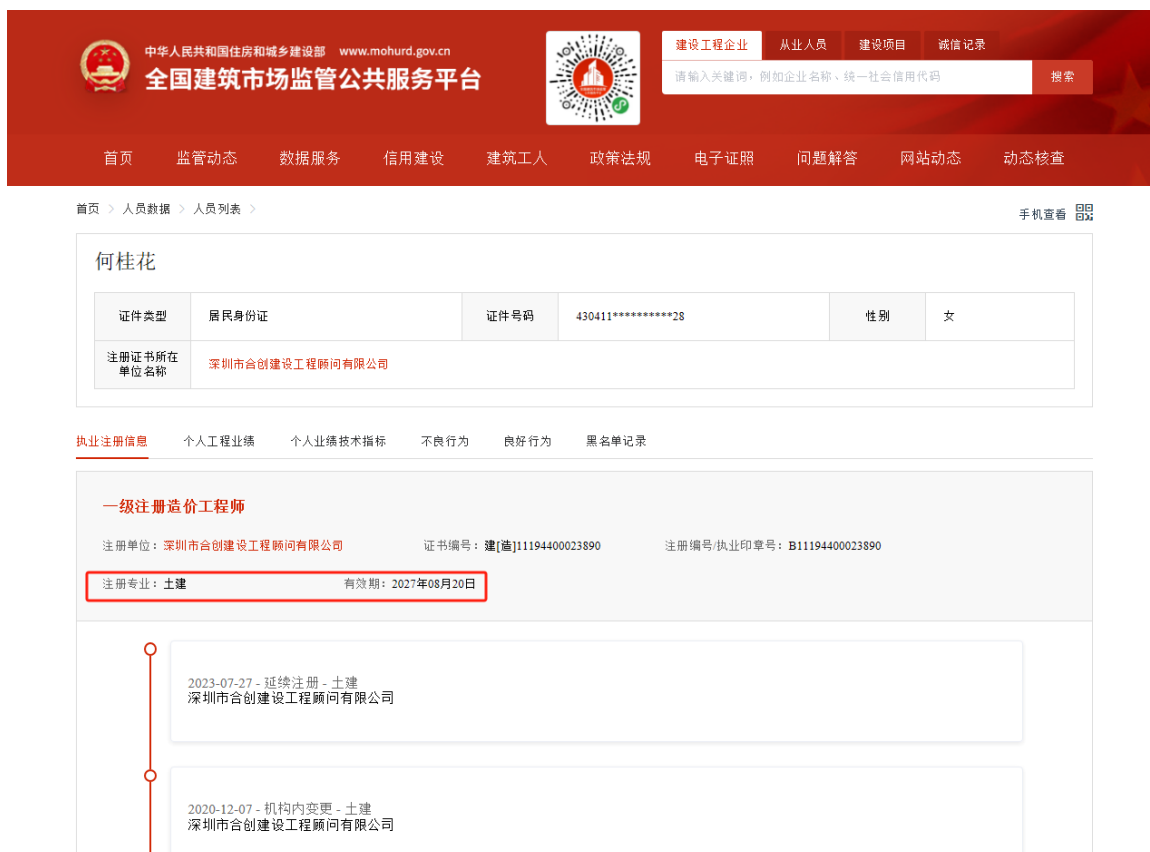 中华人民共和国住房和城乡建设部 www.mohurd.gov.cn
全国建筑市场监管公共服务平台
建设工程企业 从业人员 建设项目 诚信记录
请输入关键词，例如企业名称、统一社会信用代码 搜索
首页 监管动态 数据服务 信用建设 建筑工人 政策法规 电子证照 问题解答 网站动态 动态核查
首页 > 人员数据 > 人员列表 >
手机查看
何桂花
证件类型 居民身份证 证件号码 430411**********28 性别 女
注册证书所在
单位名称
深圳市合创建设工程顾问有限公司
执业注册信息 个人工程业绩 个人业绩技术指标 不良行为 良好行为 黑名单记录
一级注册造价工程师
注册单位：深圳市合创建设工程顾问有限公司 证书编号：建[造]11194400023890 注册编号/执业印章号：B11194400023890
注册专业：土建 有效期：2027年08月20日
2023-07-27 - 延续注册 - 土建
深圳市合创建设工程顾问有限公司
2020-12-07 - 机构内变更 - 土建
深圳市合创建设工程顾问有限公司